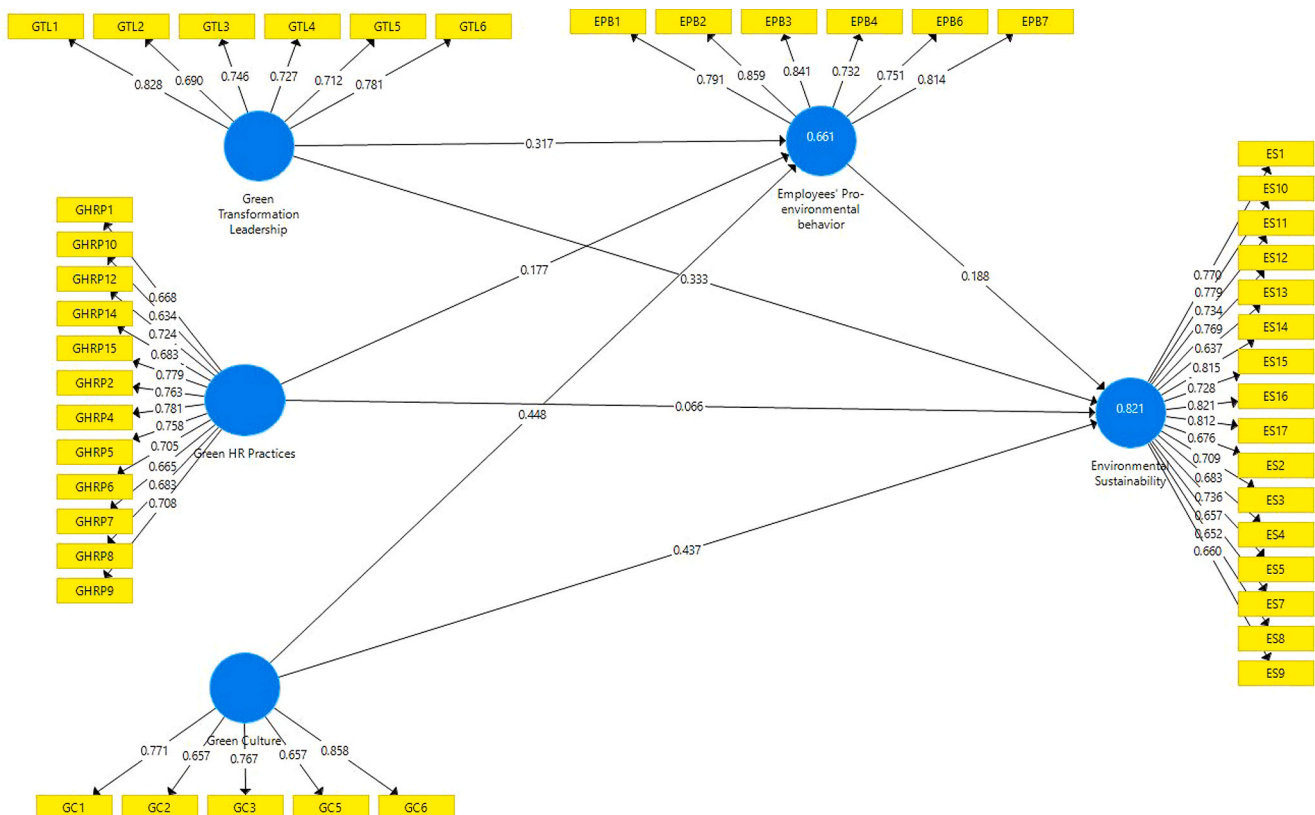 GTL1 GTL2 GTL3 GTL4 GTL5 GTL6
0.828 0.690 0.746 0.727 0.712 0.781
Green
Transformation
Leadership
EPB1 EPB2 EPB3 EPB4 EPB6 EPB7
0.791 0.859 0.841 0.732 0.751 0.814
0.661
Employees' Pro-
environmental
behavior
0.317
0.333
0.177
0.448
0.066
0.188
0.437
GHRP1
GHRP10
GHRP12
GHRP14
GHRP15
GHRP2
GHRP4
GHRP5
GHRP6
GHRP7
GHRP8
GHRP9
0.668
0.634
0.724
0.683
0.779
0.763
0.781
0.758
0.705
0.665
0.683
0.708
Green HR Practices
0.821
Environmental
Sustainability
0.770
0.779
0.734
0.769
0.637
0.815
0.728
0.821
0.812
0.676
0.709
0.683
0.736
0.657
0.652
0.660
ES1
ES10
ES11
ES12
ES13
ES14
ES15
ES16
ES17
ES2
ES3
ES4
ES5
ES7
ES8
ES9
Green Culture
0.771 0.657 0.767 0.657 0.858
GC1 GC2 GC3 GC5 GC6